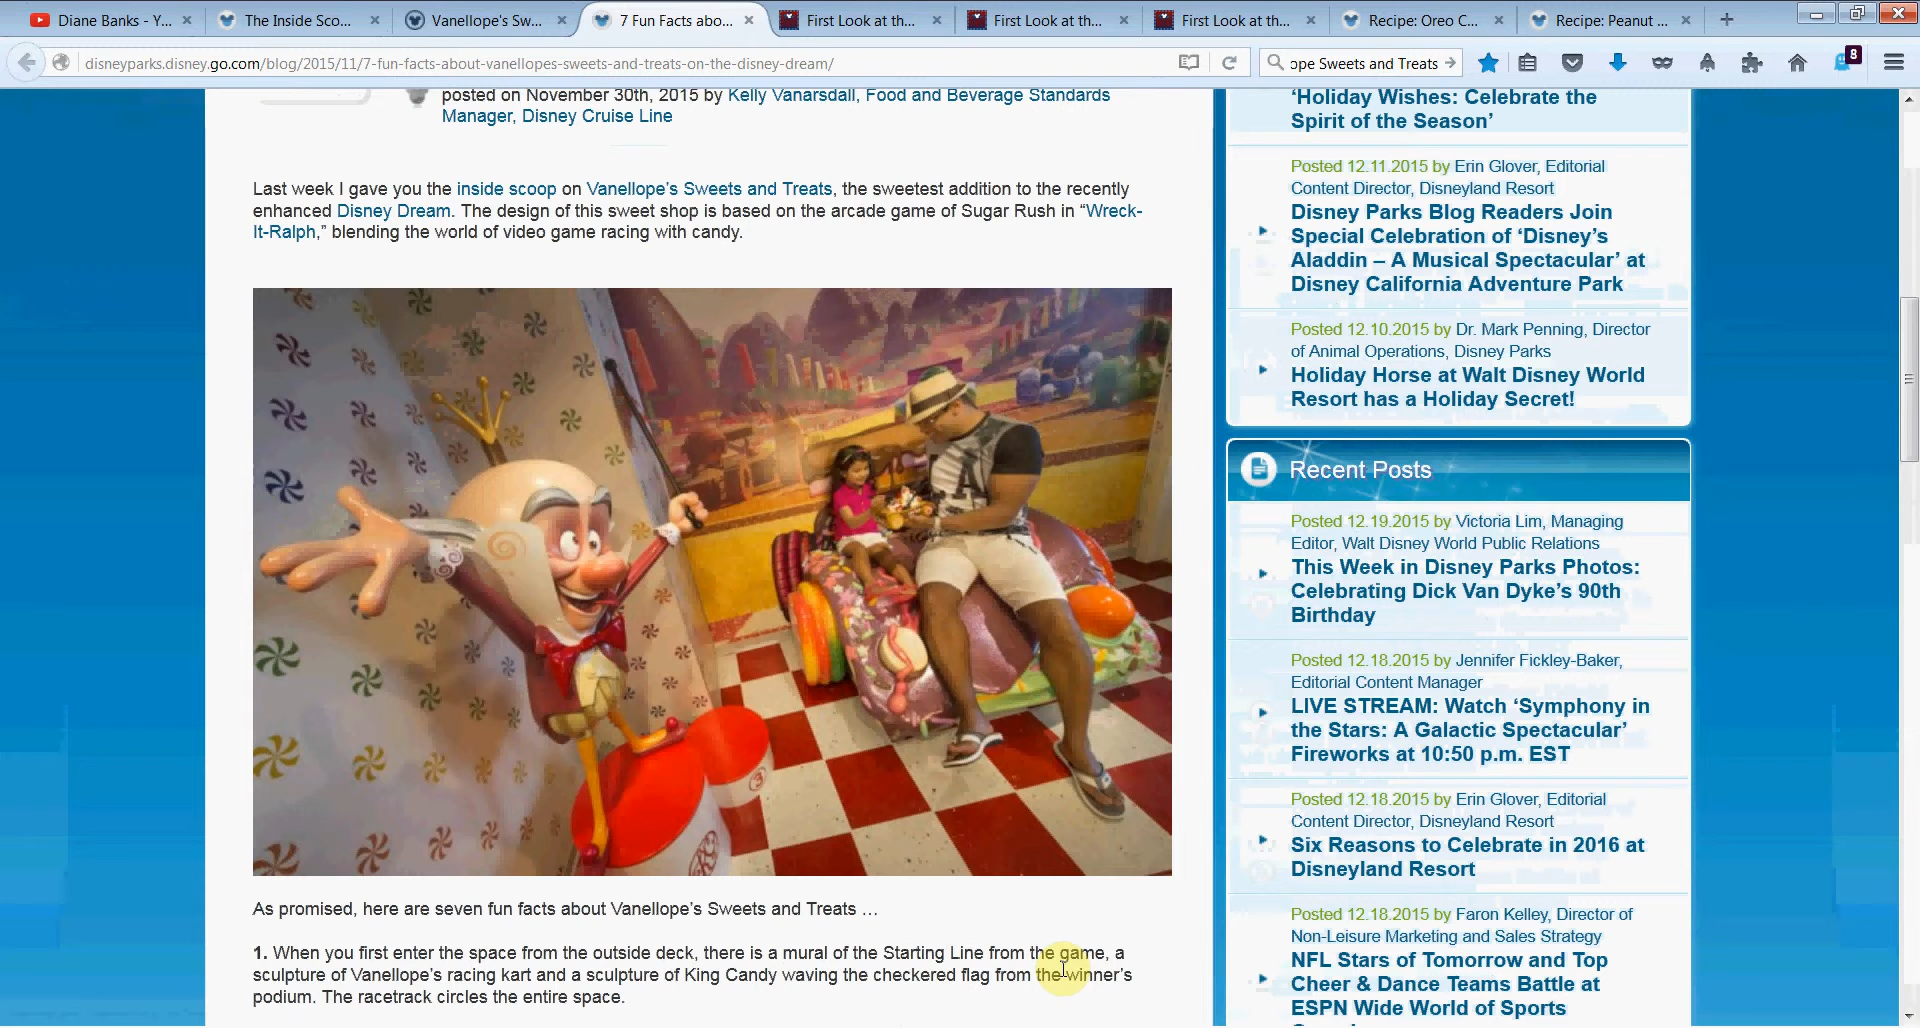 Diane Banks - Y...
The Inside Sco...
Vanellope's Sw...
7 Fun Facts abo...
First Look at th...
First Look at th...
First Look at th...
Recipe: Oreo C...
Recipe: Peanut ...
disneyparks.disney.go.com/blog/2015/11/7-fun-facts-about-vanellopes-sweets-and-treats-on-the-disney-dream/
ope Sweets and Treats
8
posted on November 30th, 2015 by Kelly Vanarsdall, Food and Beverage Standards
Manager, Disney Cruise Line
Last week I gave you the inside scoop on Vanellope’s Sweets and Treats, the sweetest addition to the recently
enhanced Disney Dream. The design of this sweet shop is based on the arcade game of Sugar Rush in “Wreck-
It-Ralph,” blending the world of video game racing with candy.
3
As promised, here are seven fun facts about Vanellope’s Sweets and Treats …
1. When you first enter the space from the outside deck, there is a mural of the Starting Line from the game, a
sculpture of Vanellope’s racing kart and a sculpture of King Candy waving the checkered flag from the winner’s
podium. The racetrack circles the entire space.
‘Holiday Wishes: Celebrate the
Spirit of the Season’
Posted 12.11.2015 by Erin Glover, Editorial
Content Director, Disneyland Resort
Disney Parks Blog Readers Join
Special Celebration of ‘Disney’s
Aladdin – A Musical Spectacular’ at
Disney California Adventure Park
Posted 12.10.2015 by Dr. Mark Penning, Director
of Animal Operations, Disney Parks
Holiday Horse at Walt Disney World
Resort has a Holiday Secret!
Recent Posts
Posted 12.19.2015 by Victoria Lim, Managing
Editor, Walt Disney World Public Relations
This Week in Disney Parks Photos:
Celebrating Dick Van Dyke’s 90th
Birthday
Posted 12.18.2015 by Jennifer Fickley-Baker,
Editorial Content Manager
LIVE STREAM: Watch ‘Symphony in
the Stars: A Galactic Spectacular’
Fireworks at 10:50 p.m. EST
Posted 12.18.2015 by Erin Glover, Editorial
Content Director, Disneyland Resort
Six Reasons to Celebrate in 2016 at
Disneyland Resort
Posted 12.18.2015 by Faron Kelley, Director of
Non-Leisure Marketing and Sales Strategy
NFL Stars of Tomorrow and Top
Cheer & Dance Teams Battle at
ESPN Wide World of Sports